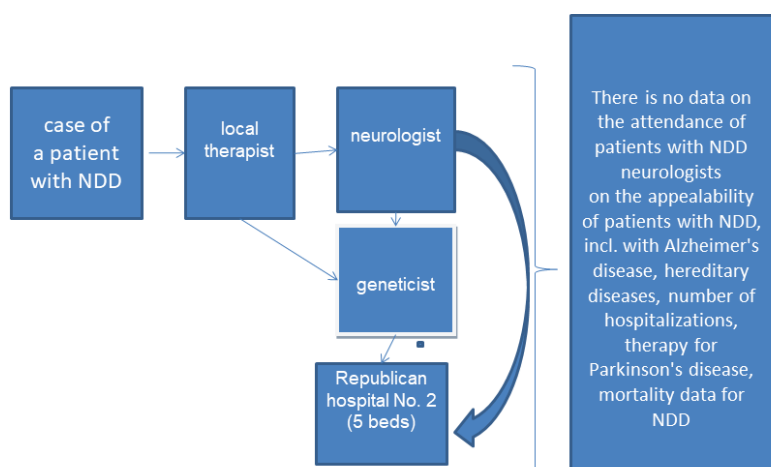 case of
a patient
with NDD
local
therapist
neurologist
geneticist
Republican
hospital No. 2
(5 beds)
There is no data on
the attendance of
patients with NDD
neurologists
on the appealability
of patients with NDD,
incl. with Alzheimer's
disease, hereditary
diseases, number of
hospitalizations,
therapy for
Parkinson's disease,
mortality data for
NDD